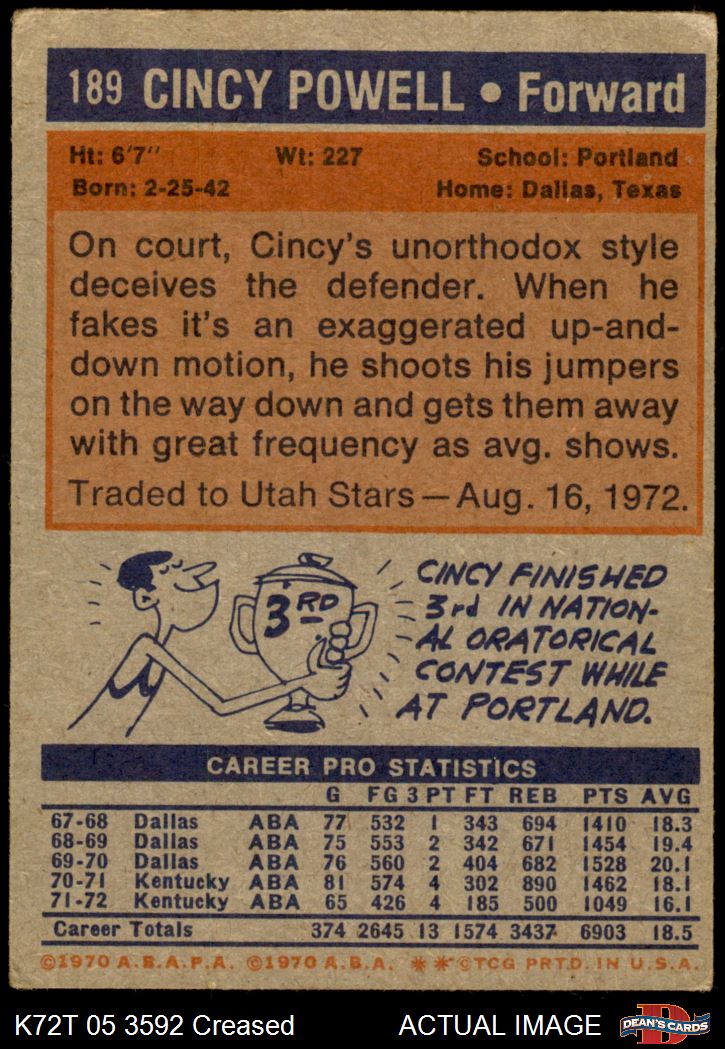 189 CINCY POWELL • Forward
Ht: 6'7" Wt: 227 School: Portland
Born: 2-25-42 Home: Dallas, Texas
On court, Cincy's unorthodox style
deceives the defender. When he
fakes it's an exaggerated up-and-
down motion, he shoots his jumpers
on the way down and gets them away
with great frequency as avg. shows.
Traded to Utah Stars—Aug. 16, 1972.
3RD
CINCY FINISHED
3rd IN NATION-
AL ORATORICAL
CONTEST WHILE
AT PORTLAND.
CAREER PRO STATISTICS
G FG 3 PT FT REB PTS AVG
67-68 Dallas ABA 77 532 1 343 694 1410 18.3
68-69 Dallas ABA 75 553 2 342 671 1454 19.4
69-70 Dallas ABA 76 560 2 404 682 1528 20.1
70-71 Kentucky ABA 81 574 4 302 890 1462 18.1
71-72 Kentucky ABA 65 426 4 185 500 1049 16.1
Career Totals 374 2645 13 1574 3437 6903 18.5
©1970 A.B.A.P.A. ©1970 A.B.A. ** ©TCG PRTD. IN U.S.A.
K72T 05 3592 Creased ACTUAL IMAGE
D
DEAN'S CARDS